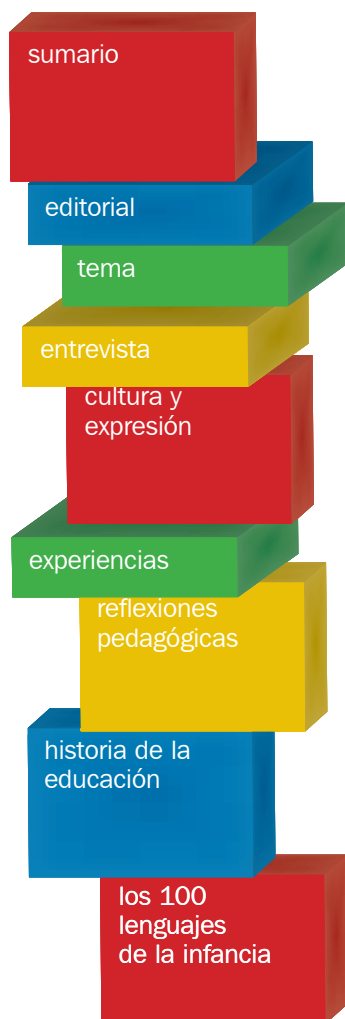 sumario
editorial
tema
entrevista
cultura y
expresión
experiencias
reflexiones
pedagógicas
historia de la
educación
los 100
lenguajes
de la infancia